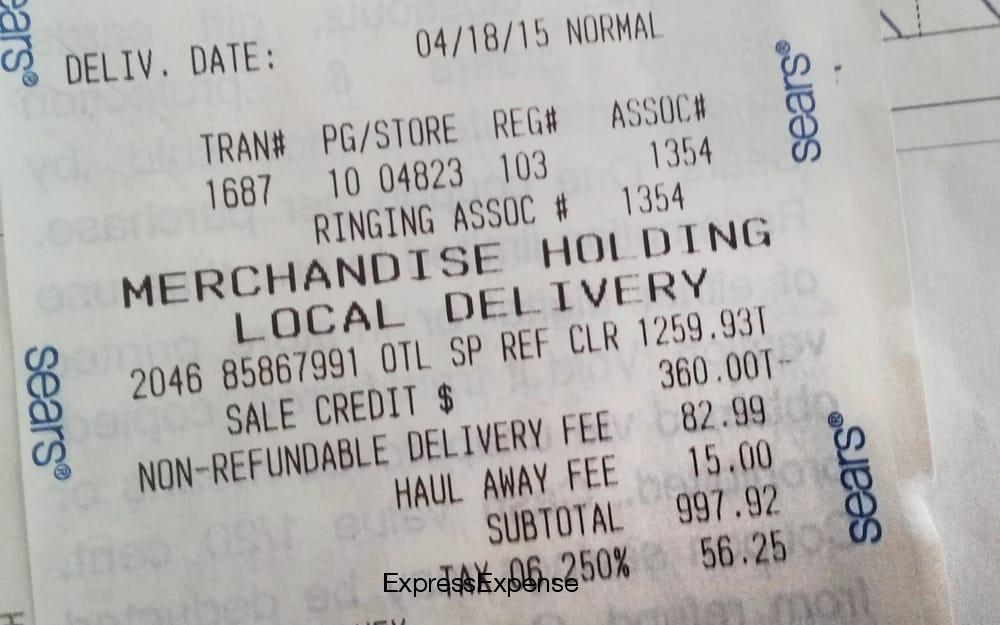 sears®
DELIV. DATE: 04/18/15 NORMAL
sears®
TRAN# PG/STORE REG# ASSOC#
1687 10 04823 103 1354
RINGING ASSOC # 1354
MERCHANDISE HOLDING
LOCAL DELIVERY
2046 85867991 OTL SP REF CLR 1259.93T
SALE CREDIT $ 360.00T-
sears®
NON-REFUNDABLE DELIVERY FEE 82.99
HAUL AWAY FEE 15.00
sears®
SUBTOTAL 997.92
TAX 06.250% 56.25
ExpressExpense